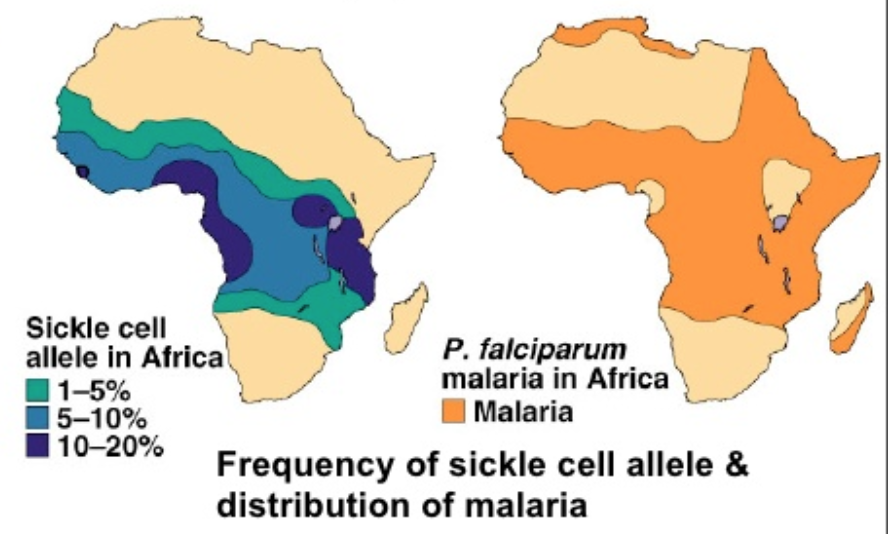 Sickle cell
allele in Africa
1–5%
5–10%
10–20%
P. falciparum
malaria in Africa
Malaria
Frequency of sickle cell allele &
distribution of malaria